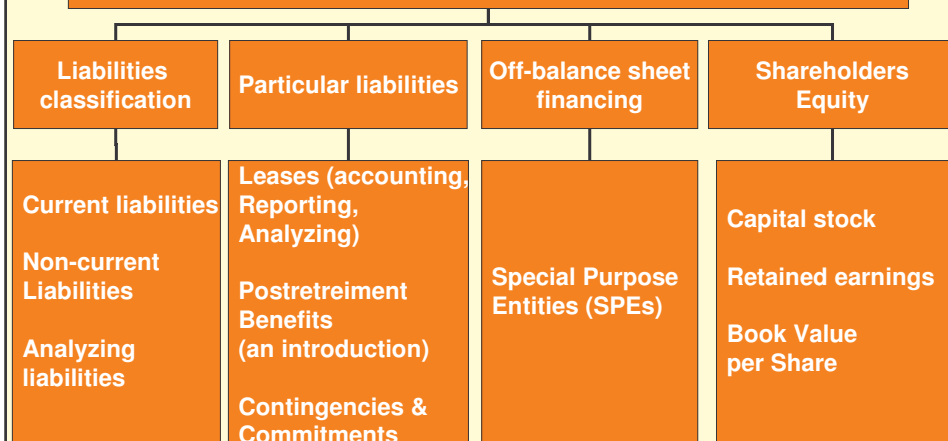 Liabilities
classification
Particular liabilities
Off-balance sheet
financing
Shareholders
Equity
Current liabilities
Non-current
Liabilities
Analyzing
liabilities
Leases (accounting,
Reporting,
Analyzing)
Postretreiment
Benefits
(an introduction)
Contingencies &
Commitments
Special Purpose
Entities (SPEs)
Capital stock
Retained earnings
Book Value
per Share